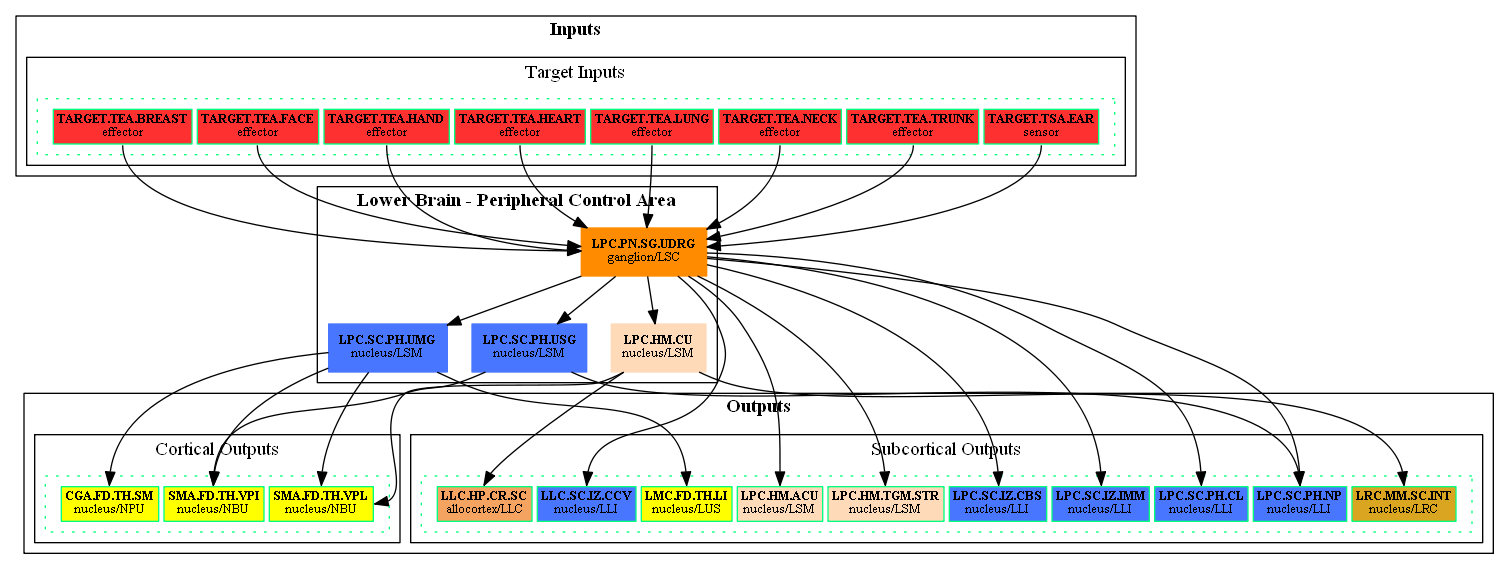 Inputs
Target Inputs
TARGET.TEA.BREAST
effector
TARGET.TEA.FACE
effector
TARGET.TEA.HAND
effector
TARGET.TEA.HEART
effector
TARGET.TEA.LUNG
effector
TARGET.TEA.NECK
effector
TARGET.TEA.TRUNK
effector
TARGET.TSA.EAR
sensor
Lower Brain - Peripheral Control Area
LPC.PN.SG.UDRG
ganglion/LSC
LPC.SC.PH.UMG
nucleus/LSM
LPC.SC.PH.USG
nucleus/LSM
LPC.HM.CU
nucleus/LSM
Outputs
Cortical Outputs
CGA.FD.TH.SM
nucleus/NPU
SMA.FD.TH.VPI
nucleus/NBU
SMA.FD.TH.VPL
nucleus/NBU
Subcortical Outputs
LLC.HP.CR.SC
allocortex/LLC
LLC.SC.IZ.CCV
nucleus/LLI
LMC.FD.TH.LI
nucleus/LUS
LPC.HM.ACU
nucleus/LSM
LPC.HM.TGM.STR
nucleus/LSM
LPC.SC.IZ.CBS
nucleus/LLI
LPC.SC.IZ.IMM
nucleus/LLI
LPC.SC.PH.CL
nucleus/LLI
LPC.SC.PH.NP
nucleus/LLI
LRC.MM.SC.INT
nucleus/LRC